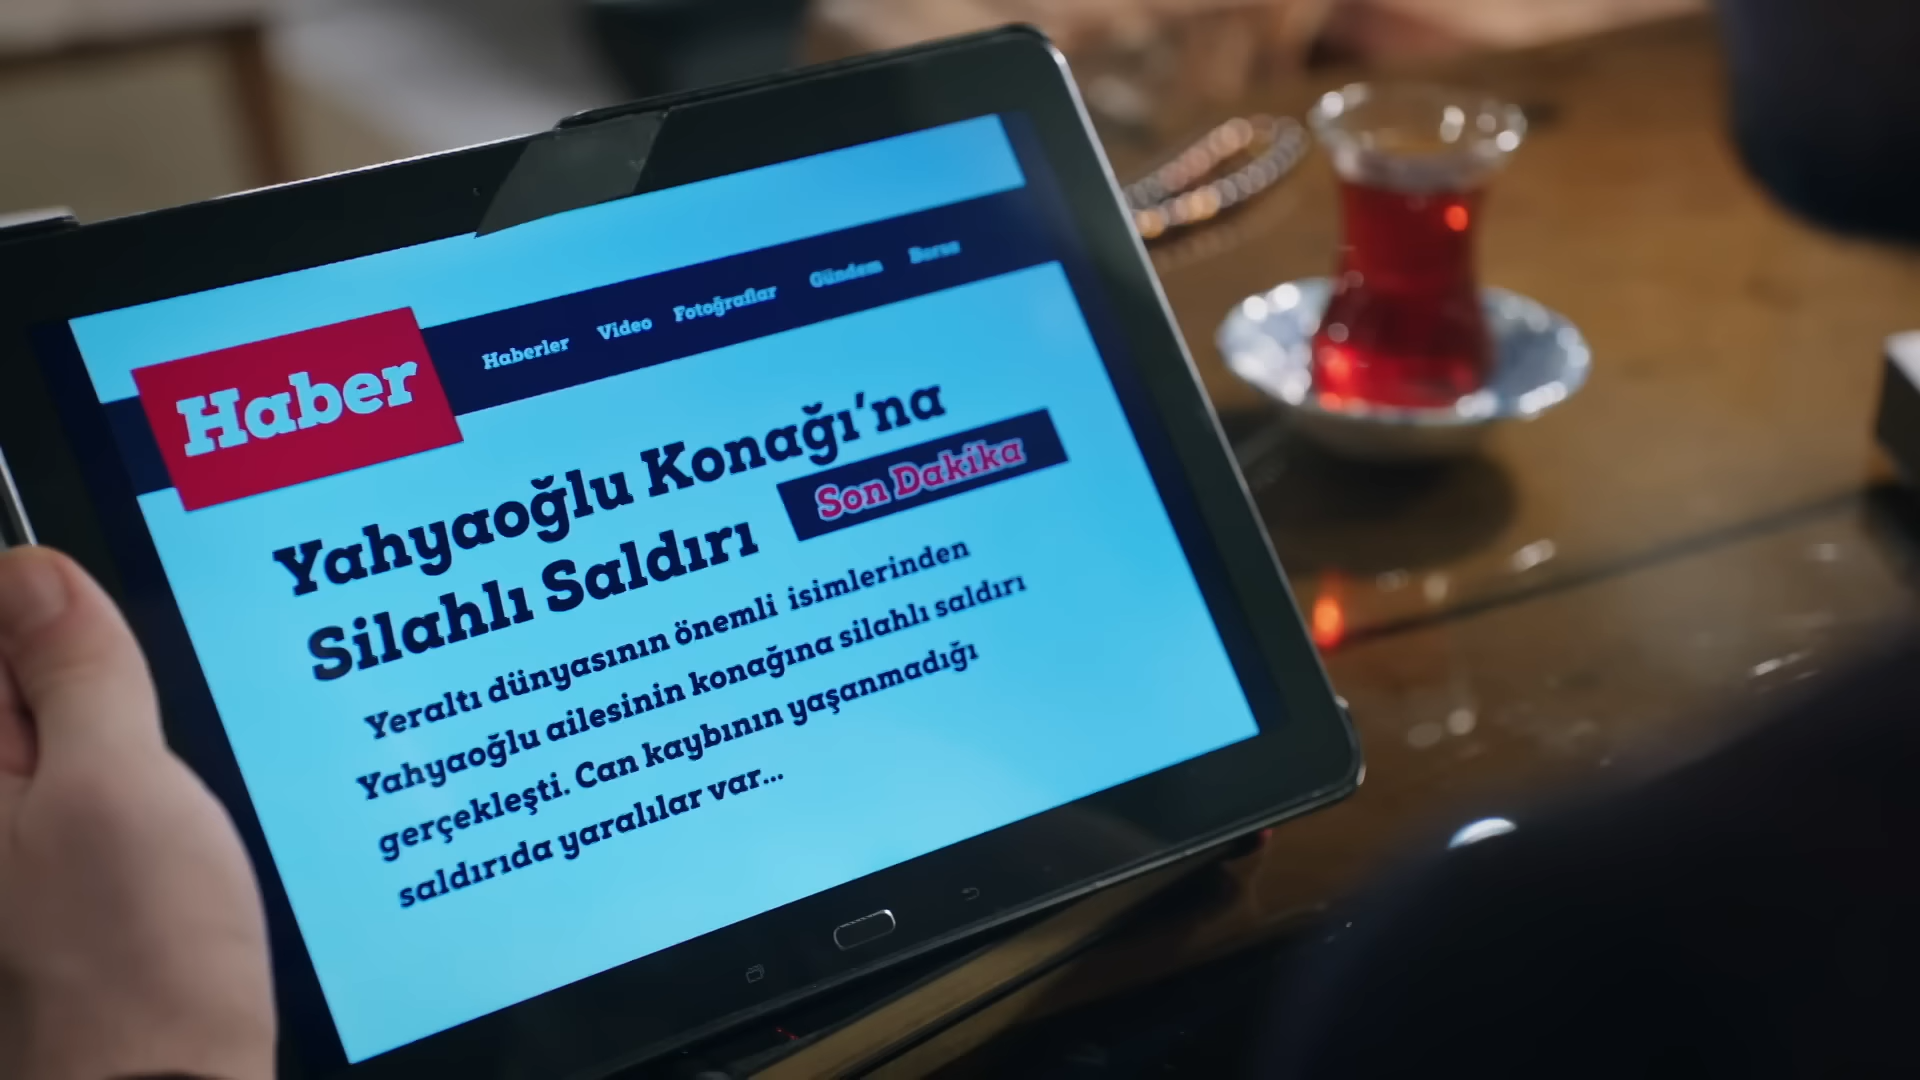 Haberler Video Fotoğraflar Gündem Borsa
Haber
Yahyaoğlu Konağı'na
Silahlı Saldırı
Son Dakika
Yeraltı dünyasının önemli isimlerinden
Yahyaoğlu ailesinin konağına silahlı saldırı
gerçekleşti. Can kaybının yaşanmadığı
saldırıda yaralılar var...